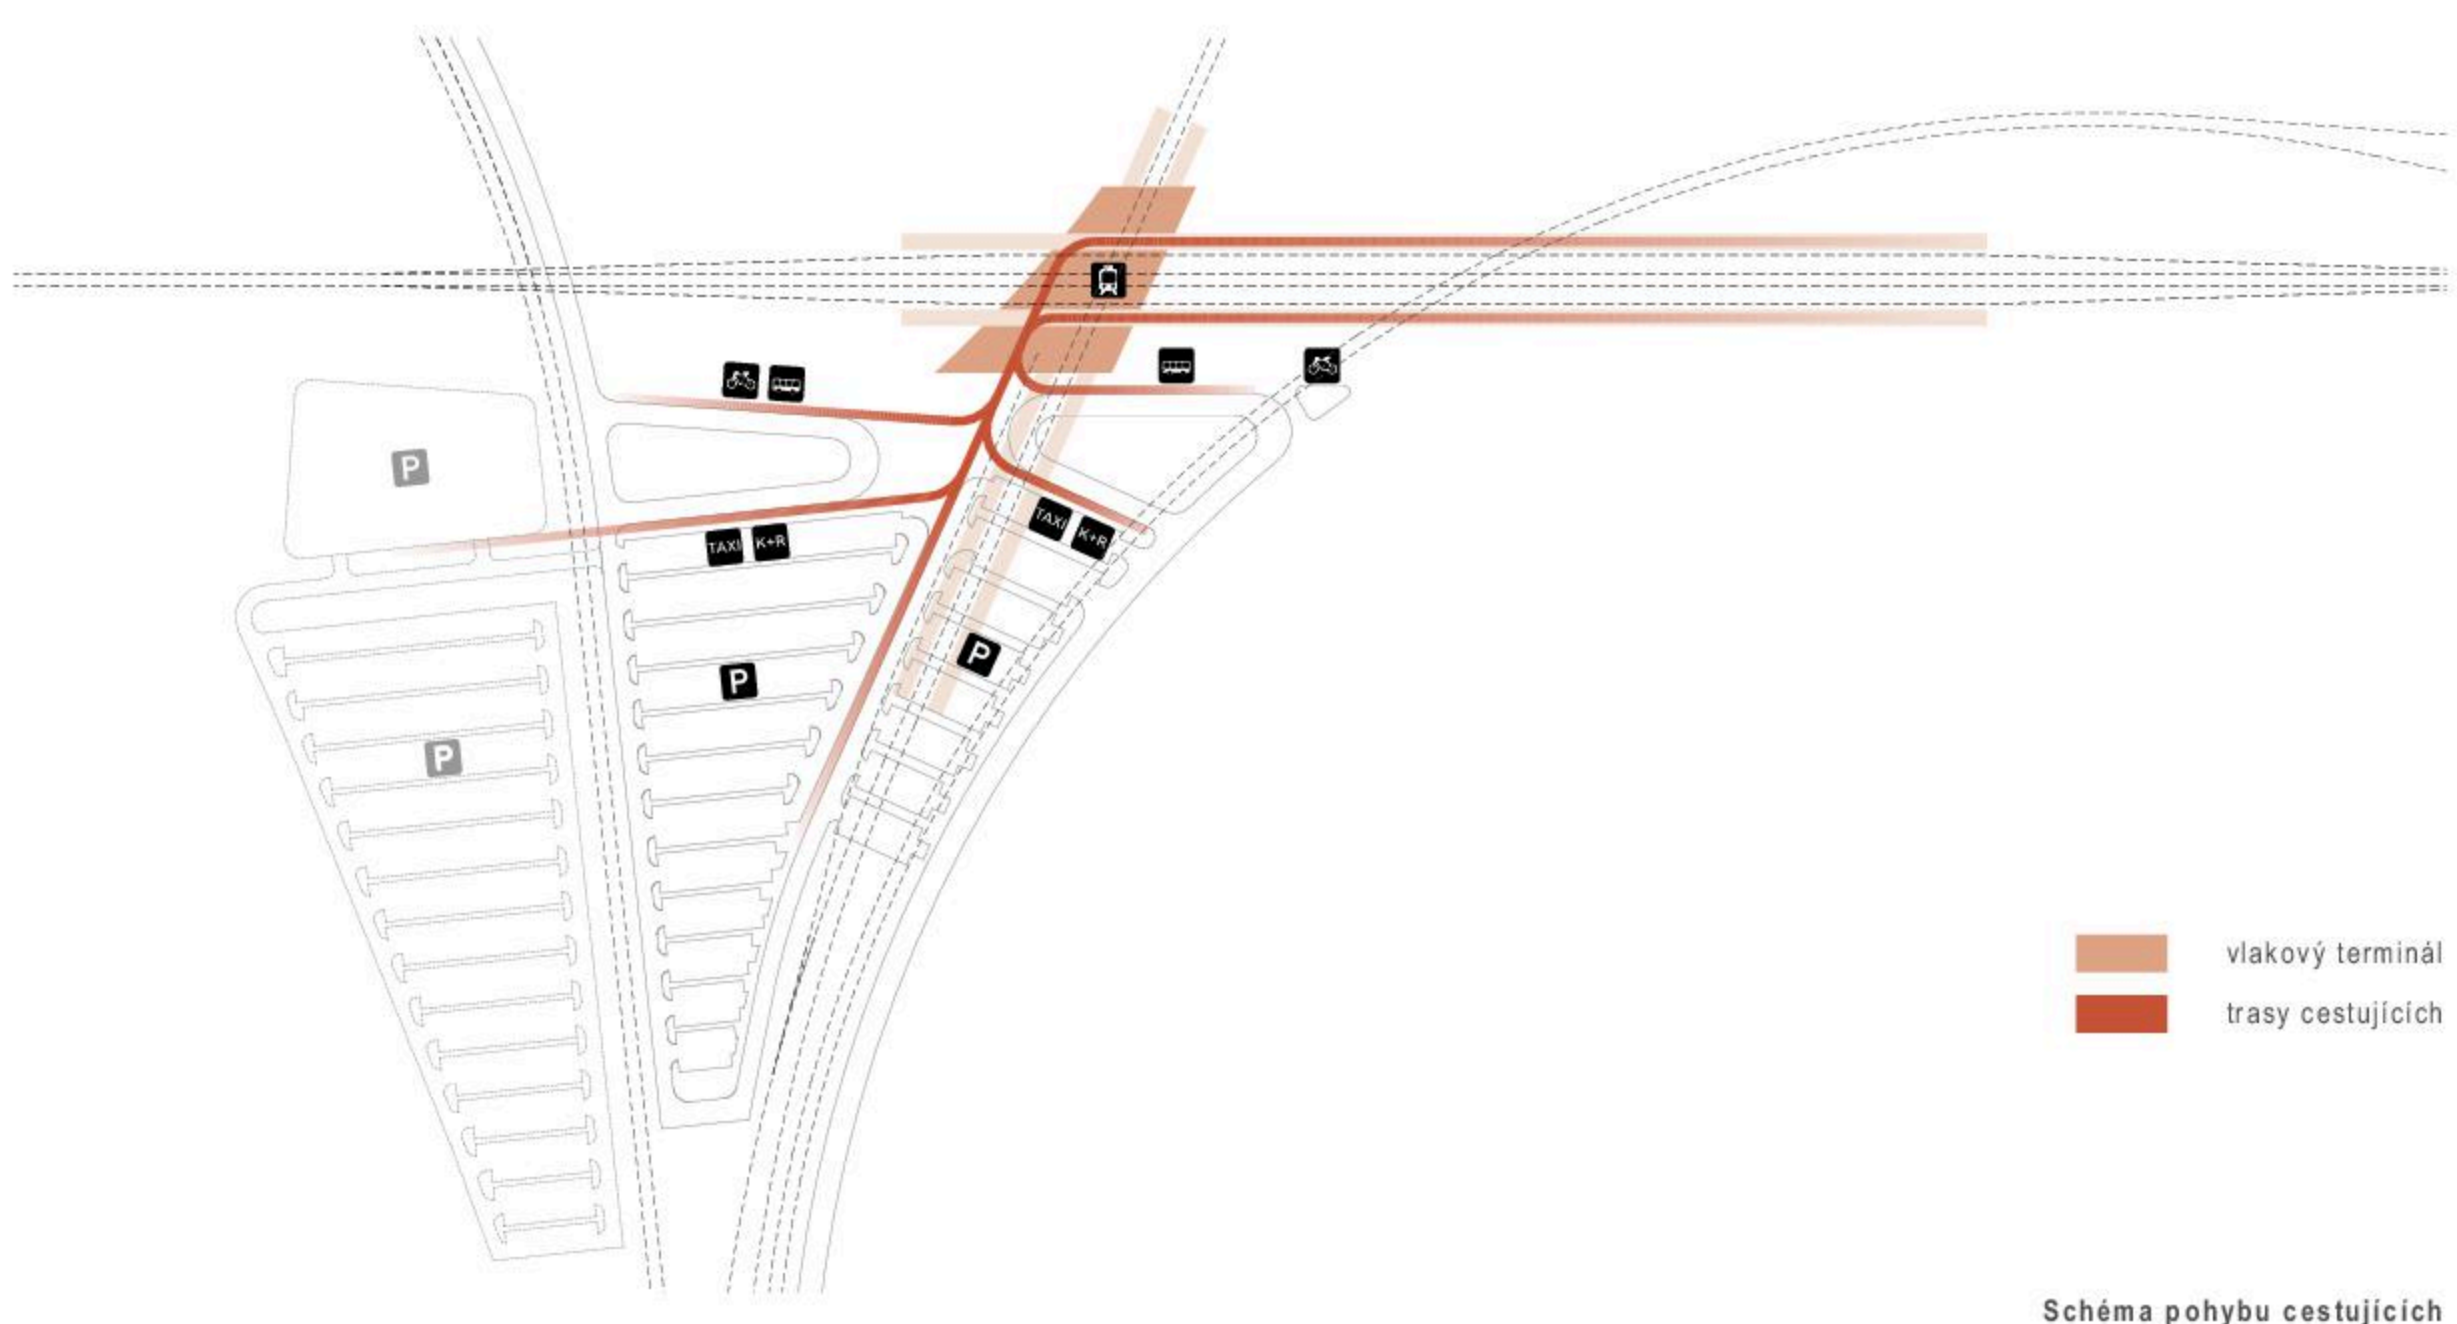 P
TAXI K+R
TAXI K+R
P
P
P
vlakový terminál
trasy cestujících
Schéma pohybu cestujících